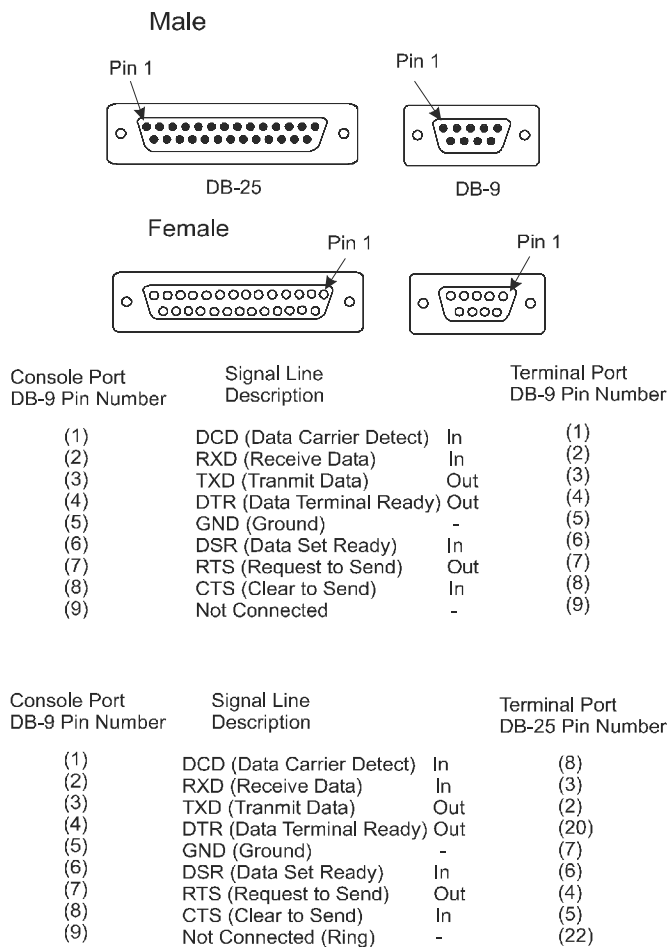 Male
Pin 1
Pin 1
DB-25
DB-9
Female
Pin 1
Pin 1
Console Port
DB-9 Pin Number
Signal Line
Description
Terminal Port
DB-9 Pin Number
(1) DCD (Data Carrier Detect) In (1)
(2) RXD (Receive Data) In (2)
(3) TXD (Tranmit Data) Out (3)
(4) DTR (Data Terminal Ready) Out (4)
(5) GND (Ground) - (5)
(6) DSR (Data Set Ready) In (6)
(7) RTS (Request to Send) Out (7)
(8) CTS (Clear to Send) In (8)
(9) Not Connected - (9)
Console Port
DB-9 Pin Number
Signal Line
Description
Terminal Port
DB-25 Pin Number
(1) DCD (Data Carrier Detect) In (8)
(2) RXD (Receive Data) In (3)
(3) TXD (Tranmit Data) Out (2)
(4) DTR (Data Terminal Ready) Out (20)
(5) GND (Ground) - (7)
(6) DSR (Data Set Ready) In (6)
(7) RTS (Request to Send) Out (4)
(8) CTS (Clear to Send) In (5)
(9) Not Connected (Ring) - (22)